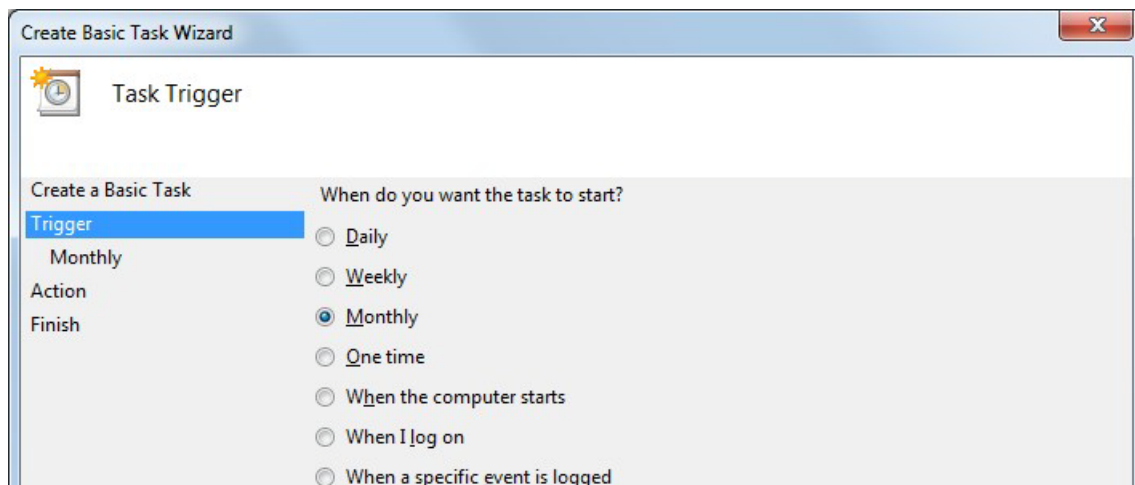 Create Basic Task Wizard
Task Trigger
Create a Basic Task
Trigger
Monthly
Action
Finish
When do you want the task to start?
Daily
Weekly
Monthly
One time
When the computer starts
When I log on
When a specific event is logged